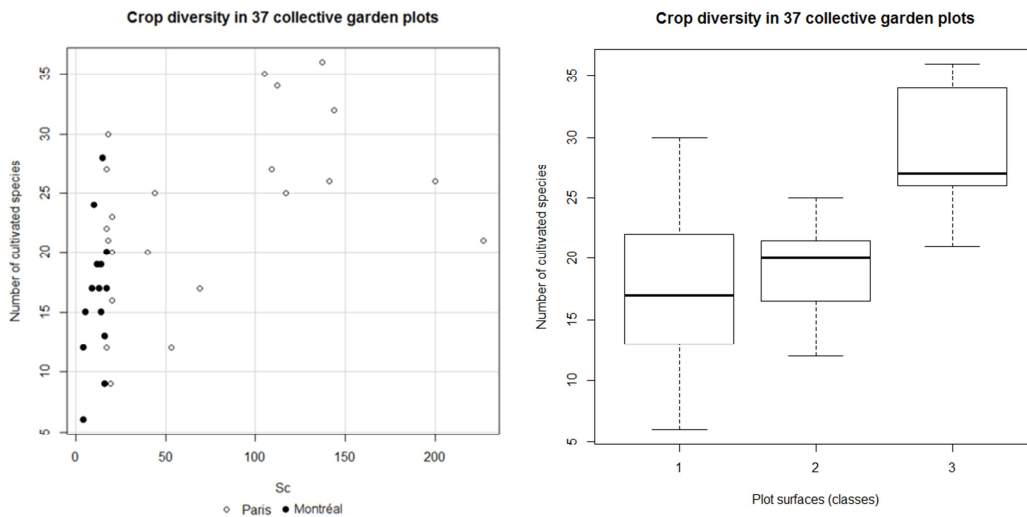 Crop diversity in 37 collective garden plots
Number of cultivated species
35
30
25
20
15
10
5
0 50 100 150 200
Sc
Paris Montréal
Crop diversity in 37 collective garden plots
Number of cultivated species
35
30
25
20
15
10
5
1 2 3
Plot surfaces (classes)